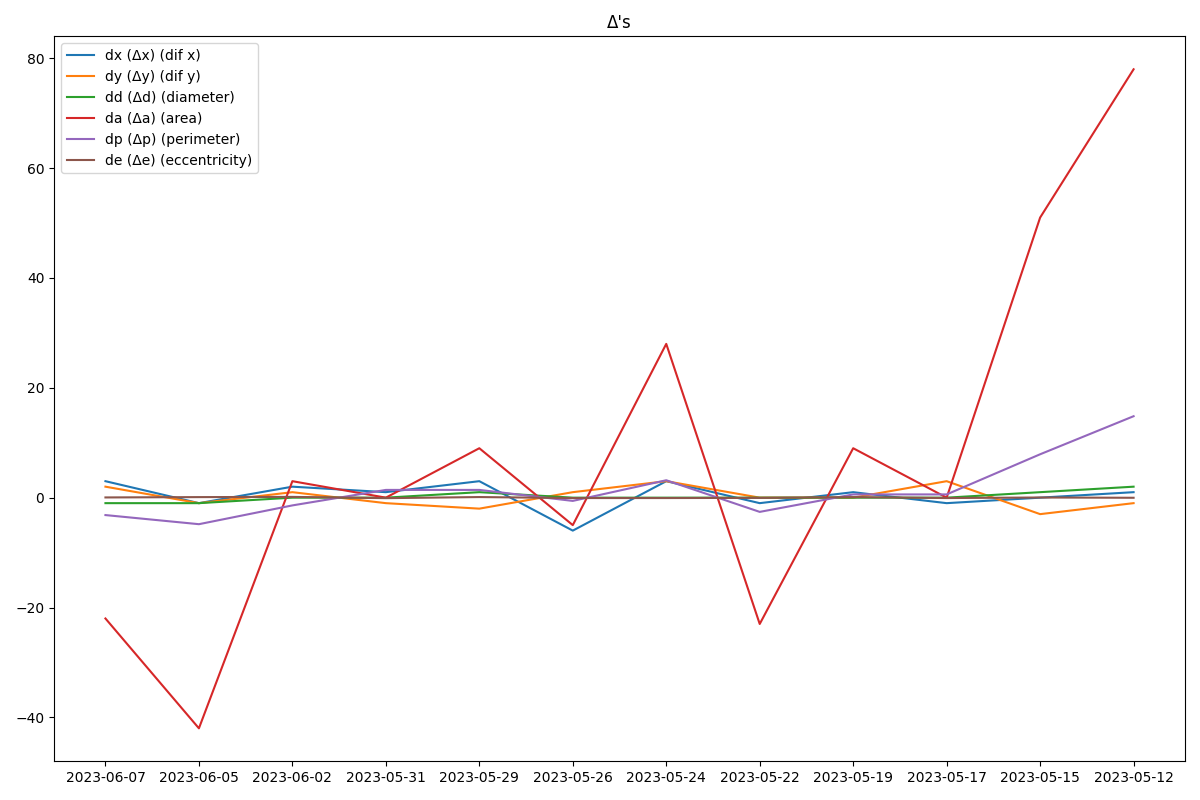 Δ's
dx (Δx) (dif x)
dy (Δy) (dif y)
dd (Δd) (diameter)
da (Δa) (area)
dp (Δp) (perimeter)
de (Δe) (eccentricity)
80
60
40
20
0
−20
−40
2023-06-07 2023-06-05 2023-06-02 2023-05-31 2023-05-29 2023-05-26 2023-05-24 2023-05-22 2023-05-19 2023-05-17 2023-05-15 2023-05-12